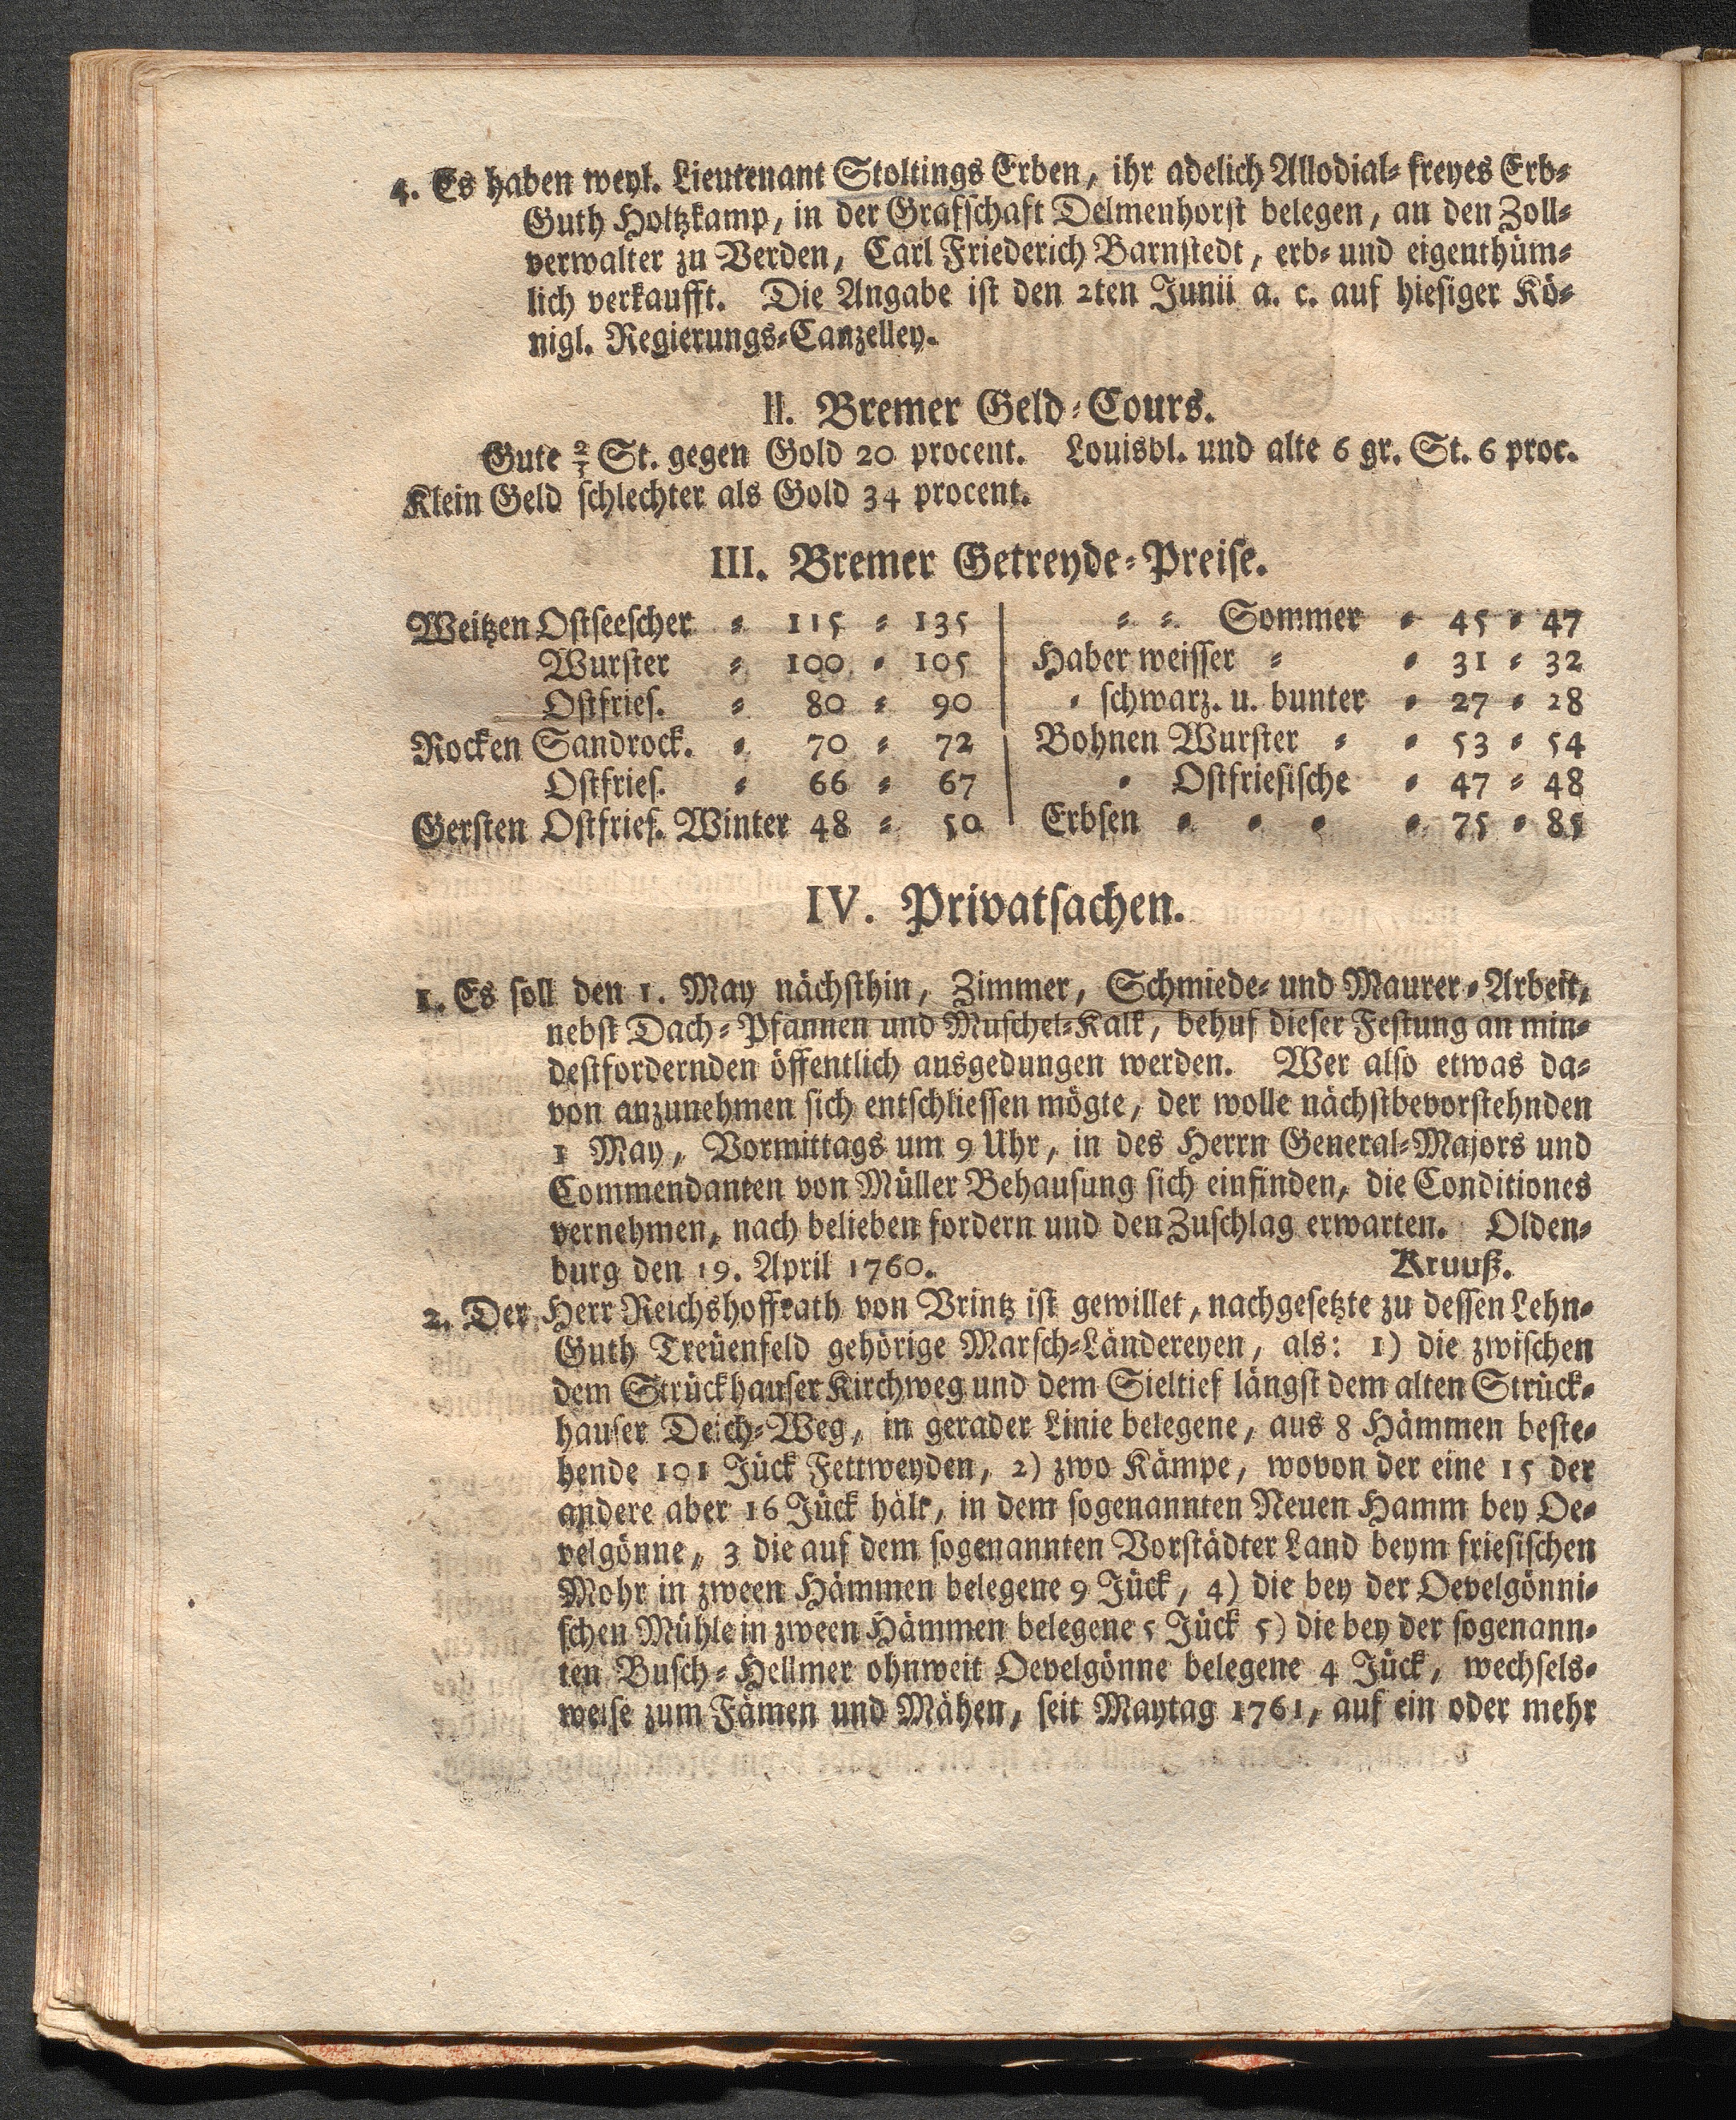 4. Es haben weyl. Lieutenant Stoltings Erben, ihr adelich Allodial-freyes Erb-
Guth Holtzkamp, in der Grafschaft Delmenhorst belegen, an den Zoll-
verwalter zu Verden, Carl Friederich Barnstedt, erb- und eigenthüm-
lich verkaufft. Die Angabe ist den 2ten Junii a. c. auf hiesiger Kö-
nigl. Regierungs-Canzelley.
II. Bremer Geld-Cours.
Gute 2/3 St. gegen Gold 20 procent. Louisbl. und alte 6 gr. St. 6 proc.
Klein Geld schlechter als Gold 34 procent.
III. Bremer Getreyde-Preise.
Weitzen Ostseescher - 115 - 135
Wurster - 100 - 105
Ostfries. - 80 - 90
Rocken Sandrock. - 70 - 72
Ostfries. - 66 - 67
Gersten Ostfries. Winter 48 - 50
- - Sommer - 45 - 47
Haber weisser - - 31 - 32
- schwarz. u. bunter - 27 - 28
Bohnen Wurster - - 53 - 54
- Ostfriesische - 47 - 48
Erbsen - - - - 75 - 85
IV. Privatsachen.
1. Es soll den 1. May nächsthin, Zimmer, Schmiede- und Maurer-Arbeit,
nebst Dach-Pfannen und Muschel-Kalk, behuf dieser Festung an min-
destfordernden öffentlich ausgedungen werden. Wer also etwas da-
von anzunehmen sich entschliessen mögte, der wolle nächstbevorstehnden
1 May, Vormittags um 9 Uhr, in des Herrn General-Majors und
Commendanten von Müller Behausung sich einfinden, die Conditiones
vernehmen, nach belieben fordern und den Zuschlag erwarten. Olden-
burg den 19. April 1760. Kruuß.
2. Der Herr Reichshoffrath von Vrintz ist gewillet, nachgesetzte zu dessen Lehn-
Guth Treüenfeld gehörige Marsch-Ländereyen, als: 1) die zwischen
dem Strückhauser Kirchweg und dem Sieltief längst dem alten Strück-
hauser Deich-Weg, in gerader Linie belegene, aus 8 Hämmen beste-
hende 101 Jück Fettweyden, 2) zwo Kämpe, wovon der eine 15 der
andere aber 16 Jück hält, in dem sogenannten Neuen Hamm bey Oe-
velgönne, 3 die auf dem sogenannten Vorstädter Land beym friesischen
Mohr in zween Hämmen belegene 9 Jück, 4) die bey der Oevelgönni-
schen Mühle in zween Hämmen belegene 5 Jück 5) die bey der sogenann-
ten Busch-Hellmer ohnweit Oevelgönne belegene 4 Jück, wechsels-
weise zum Fämen und Mähen, seit Maytag 1761, auf ein oder mehr